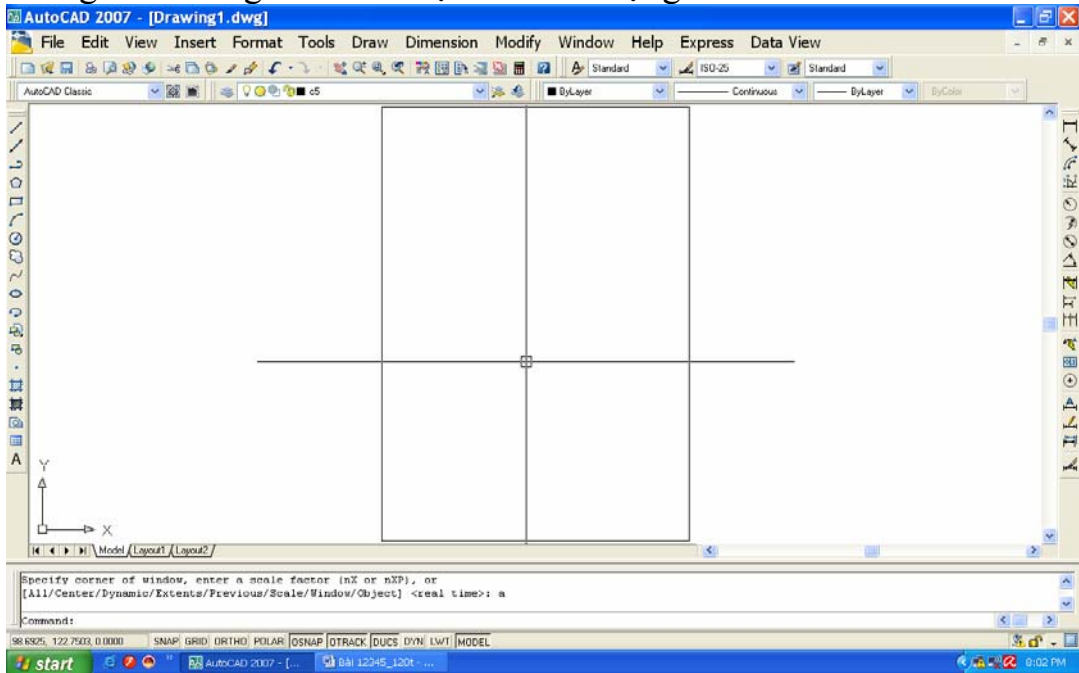 AutoCAD 2007 - [Drawing1.dwg]
File Edit View Insert Format Tools Draw Dimension Modify Window Help Express Data View
Standard ISO-25 Standard
AutoCAD Classic c5 ByLayer Continuous ByLayer ByColor
A
Y
X
Model Layout1 Layout2
Specify corner of window, enter a scale factor (nX or nXP), or
[All/Center/Dynamic/Extents/Previous/Scale/Window/Object] <real time>: a
Command:
98.6925, 122.7503, 0.0000 SNAP GRID ORTHO POLAR OSNAP OTRACK DUCS DYN LWT MODEL
start AutoCAD 2007 - [... Bài 12345_120t - ... 8:02 PM